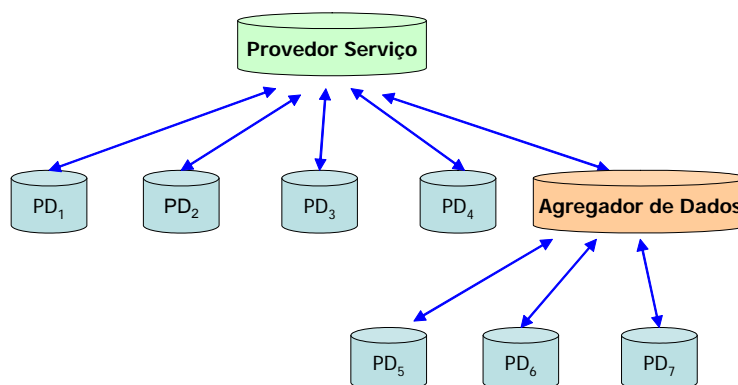 Provedor Serviço
PD₁
PD₂
PD₃
PD₄
Agregador de Dados
PD₅
PD₆
PD₇